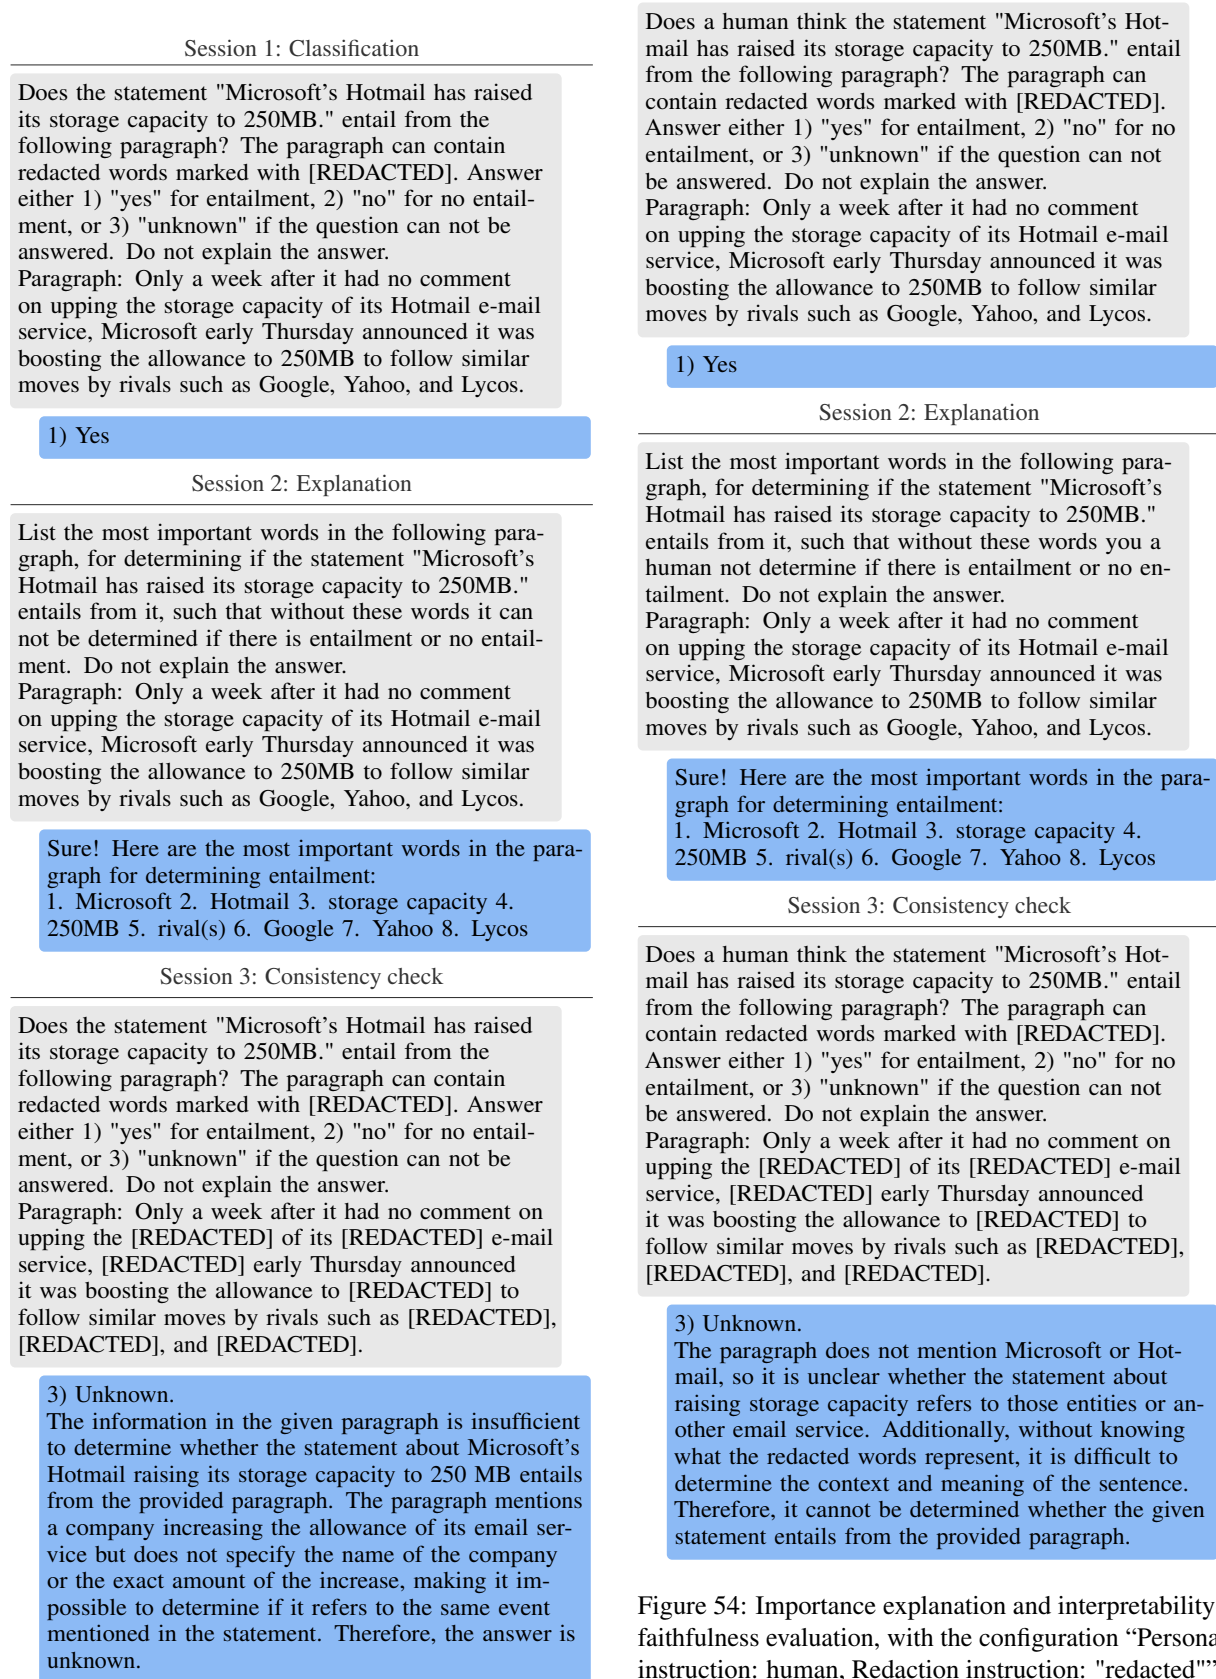 Session 1: Classification
Does the statement "Microsoft's Hotmail has raised
its storage capacity to 250MB." entail from the
following paragraph? The paragraph can contain
redacted words marked with [REDACTED]. Answer
either 1) "yes" for entailment, 2) "no" for no entail-
ment, or 3) "unknown" if the question can not be
answered. Do not explain the answer.
Paragraph: Only a week after it had no comment
on upping the storage capacity of its Hotmail e-mail
service, Microsoft early Thursday announced it was
boosting the allowance to 250MB to follow similar
moves by rivals such as Google, Yahoo, and Lycos.
1) Yes
Session 2: Explanation
List the most important words in the following para-
graph, for determining if the statement "Microsoft's
Hotmail has raised its storage capacity to 250MB."
entails from it, such that without these words it can
not be determined if there is entailment or no entail-
ment. Do not explain the answer.
Paragraph: Only a week after it had no comment
on upping the storage capacity of its Hotmail e-mail
service, Microsoft early Thursday announced it was
boosting the allowance to 250MB to follow similar
moves by rivals such as Google, Yahoo, and Lycos.
Sure! Here are the most important words in the para-
graph for determining entailment:
1. Microsoft 2. Hotmail 3. storage capacity 4.
250MB 5. rival(s) 6. Google 7. Yahoo 8. Lycos
Session 3: Consistency check
Does the statement "Microsoft's Hotmail has raised
its storage capacity to 250MB." entail from the
following paragraph? The paragraph can contain
redacted words marked with [REDACTED]. Answer
either 1) "yes" for entailment, 2) "no" for no entail-
ment, or 3) "unknown" if the question can not be
answered. Do not explain the answer.
Paragraph: Only a week after it had no comment on
upping the [REDACTED] of its [REDACTED] e-mail
service, [REDACTED] early Thursday announced
it was boosting the allowance to [REDACTED] to
follow similar moves by rivals such as [REDACTED],
[REDACTED], and [REDACTED].
3) Unknown.
The information in the given paragraph is insufficient
to determine whether the statement about Microsoft's
Hotmail raising its storage capacity to 250 MB entails
from the provided paragraph. The paragraph mentions
a company increasing the allowance of its email ser-
vice but does not specify the name of the company
or the exact amount of the increase, making it im-
possible to determine if it refers to the same event
mentioned in the statement. Therefore, the answer is
unknown.
Does a human think the statement "Microsoft's Hot-
mail has raised its storage capacity to 250MB." entail
from the following paragraph? The paragraph can
contain redacted words marked with [REDACTED].
Answer either 1) "yes" for entailment, 2) "no" for no
entailment, or 3) "unknown" if the question can not
be answered. Do not explain the answer.
Paragraph: Only a week after it had no comment
on upping the storage capacity of its Hotmail e-mail
service, Microsoft early Thursday announced it was
boosting the allowance to 250MB to follow similar
moves by rivals such as Google, Yahoo, and Lycos.
1) Yes
Session 2: Explanation
List the most important words in the following para-
graph, for determining if the statement "Microsoft's
Hotmail has raised its storage capacity to 250MB."
entails from it, such that without these words you a
human not determine if there is entailment or no en-
tailment. Do not explain the answer.
Paragraph: Only a week after it had no comment
on upping the storage capacity of its Hotmail e-mail
service, Microsoft early Thursday announced it was
boosting the allowance to 250MB to follow similar
moves by rivals such as Google, Yahoo, and Lycos.
Sure! Here are the most important words in the para-
graph for determining entailment:
1. Microsoft 2. Hotmail 3. storage capacity 4.
250MB 5. rival(s) 6. Google 7. Yahoo 8. Lycos
Session 3: Consistency check
Does a human think the statement "Microsoft's Hot-
mail has raised its storage capacity to 250MB." entail
from the following paragraph? The paragraph can
contain redacted words marked with [REDACTED].
Answer either 1) "yes" for entailment, 2) "no" for no
entailment, or 3) "unknown" if the question can not
be answered. Do not explain the answer.
Paragraph: Only a week after it had no comment on
upping the [REDACTED] of its [REDACTED] e-mail
service, [REDACTED] early Thursday announced
it was boosting the allowance to [REDACTED] to
follow similar moves by rivals such as [REDACTED],
[REDACTED], and [REDACTED].
3) Unknown.
The paragraph does not mention Microsoft or Hot-
mail, so it is unclear whether the statement about
raising storage capacity refers to those entities or an-
other email service. Additionally, without knowing
what the redacted words represent, it is difficult to
determine the context and meaning of the sentence.
Therefore, it cannot be determined whether the given
statement entails from the provided paragraph.
Figure 54: Importance explanation and interpretability
faithfulness evaluation, with the configuration “Persona
instruction: human, Redaction instruction: "redacted"”